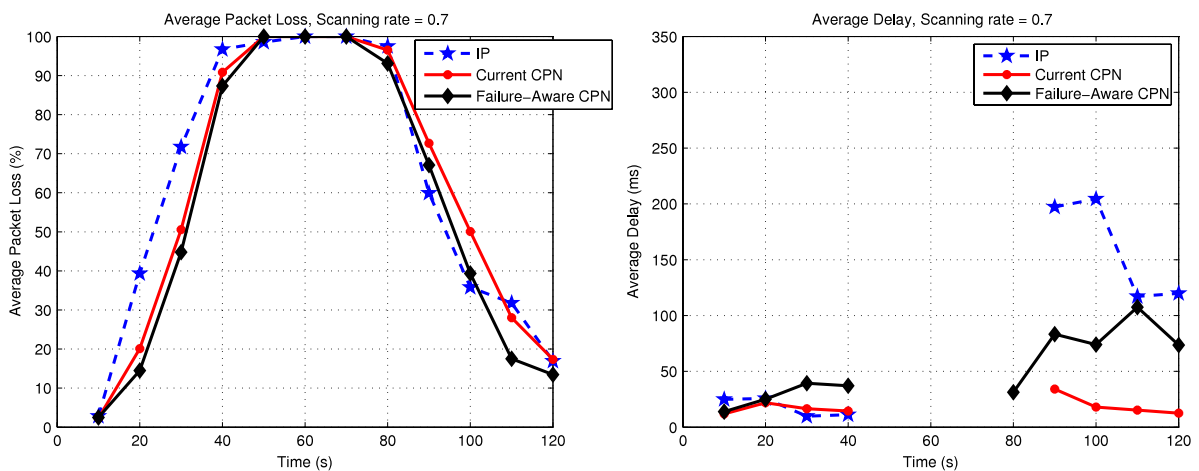 Average Packet Loss, Scanning rate = 0.7
100
90
80
70
60
50
40
30
20
10
0
Average Packet Loss (%)
IP
Current CPN
Failure−Aware CPN
0 20 40 60 80 100 120
Time (s)
Average Delay, Scanning rate = 0.7
350
300
250
200
150
100
50
0
Average Delay (ms)
IP
Current CPN
Failure−Aware CPN
0 20 40 60 80 100 120
Time (s)